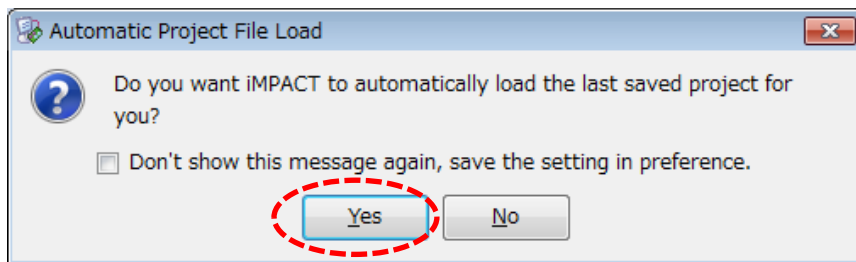 Automatic Project File Load
Do you want iMPACT to automatically load the last saved project for
you?
Don't show this message again, save the setting in preference.
Yes No